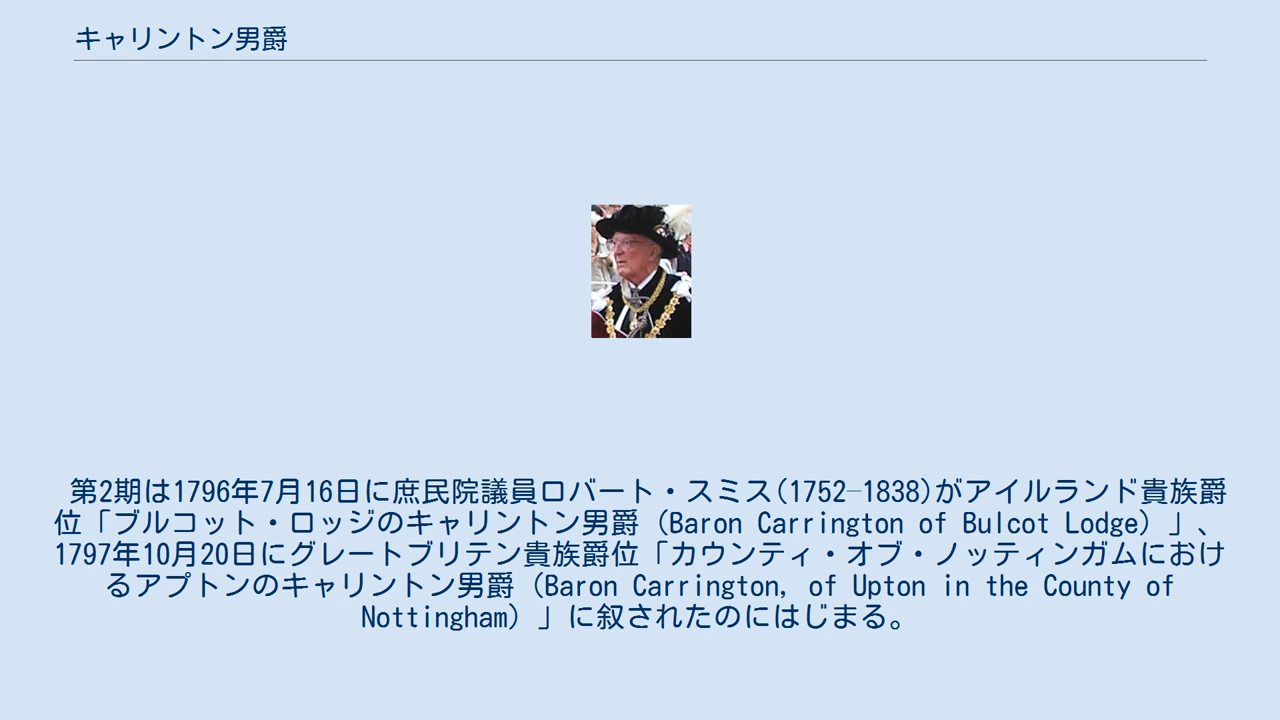 キャリントン男爵
第2期は1796年7月16日に庶民院議員ロバート・スミス(1752–1838)がアイルランド貴族爵
位「ブルコット・ロッジのキャリントン男爵（Baron Carrington of Bulcot Lodge）」、
1797年10月20日にグレートブリテン貴族爵位「カウンティ・オブ・ノッティンガムにおけ
るアプトンのキャリントン男爵（Baron Carrington, of Upton in the County of
Nottingham）」に叙されたのにはじまる。